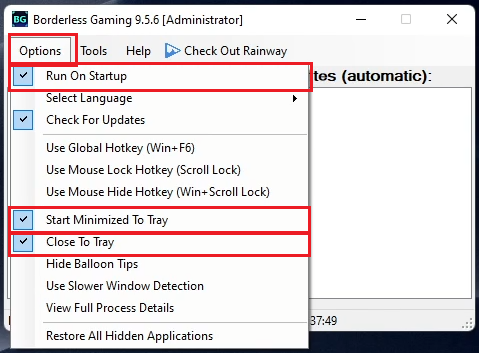 BG Borderless Gaming 9.5.6 [Administrator]
Options Tools Help Check Out Rainway
Run On Startup
(automatic):
Select Language
Check For Updates
Use Global Hotkey (Win+F6)
Use Mouse Lock Hotkey (Scroll Lock)
Use Mouse Hide Hotkey (Win+Scroll Lock)
Start Minimized To Tray
Close To Tray
Hide Balloon Tips
Use Slower Window Detection
View Full Process Details
37:49
Restore All Hidden Applications